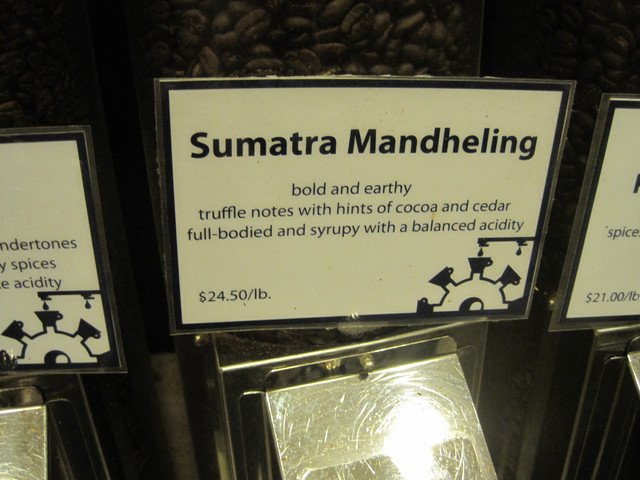 Sumatra Mandheling
bold and earthy
truffle notes with hints of cocoa and cedar
full-bodied and syrupy with a balanced acidity
$24.50/lb.
ndertones
y spices
e acidity
spice
$21.00/lb